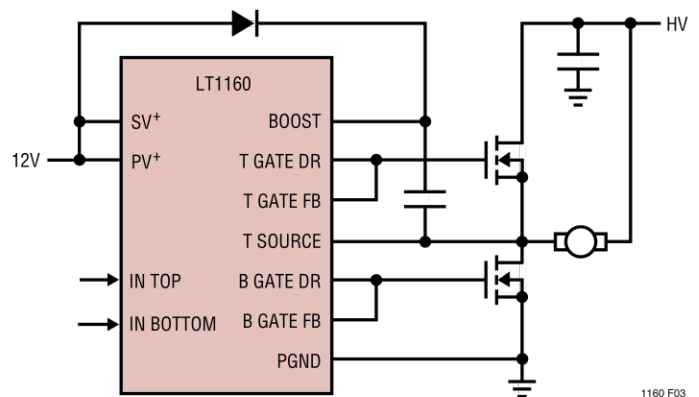 HV
LT1160
SV+
BOOST
12V
PV+
T GATE DR
T GATE FB
T SOURCE
IN TOP
B GATE DR
IN BOTTOM
B GATE FB
PGND
1160 F03